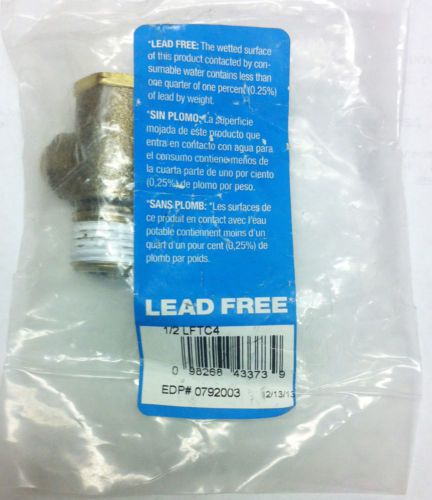 *LEAD FREE: The wetted surface
of this product contacted by con-
sumable water contains less than
one quarter of one percent (0.25%)
of lead by weight.
*SIN PLOMO: La superficie
mojada de este producto que
entra en contacto con agua para
el consumo contiene menos de
la cuarta parte de uno por ciento
(0,25%) de plomo por peso.
*SANS PLOMB: *Les surfaces de
ce produit en contact avec l'eau
potable contiennent moins d'un
quart d'un pour cent (0,25%) de
plomb par poids.
LEAD FREE
1/2 LFTC4
0 98268 43373 9
EDP# 0792003 12/13/13